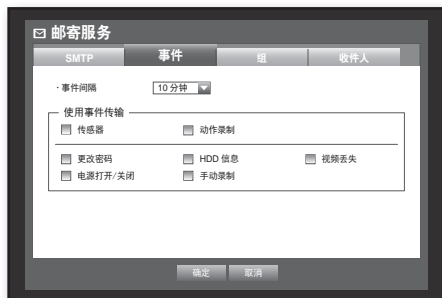 邮寄服务
SMTP 事件 组 收件人
·事件间隔 10 分钟
使用事件传输
传感器 动作录制
更改密码 HDD 信息 视频丢失
电源打开/关闭 手动录制
确定 取消